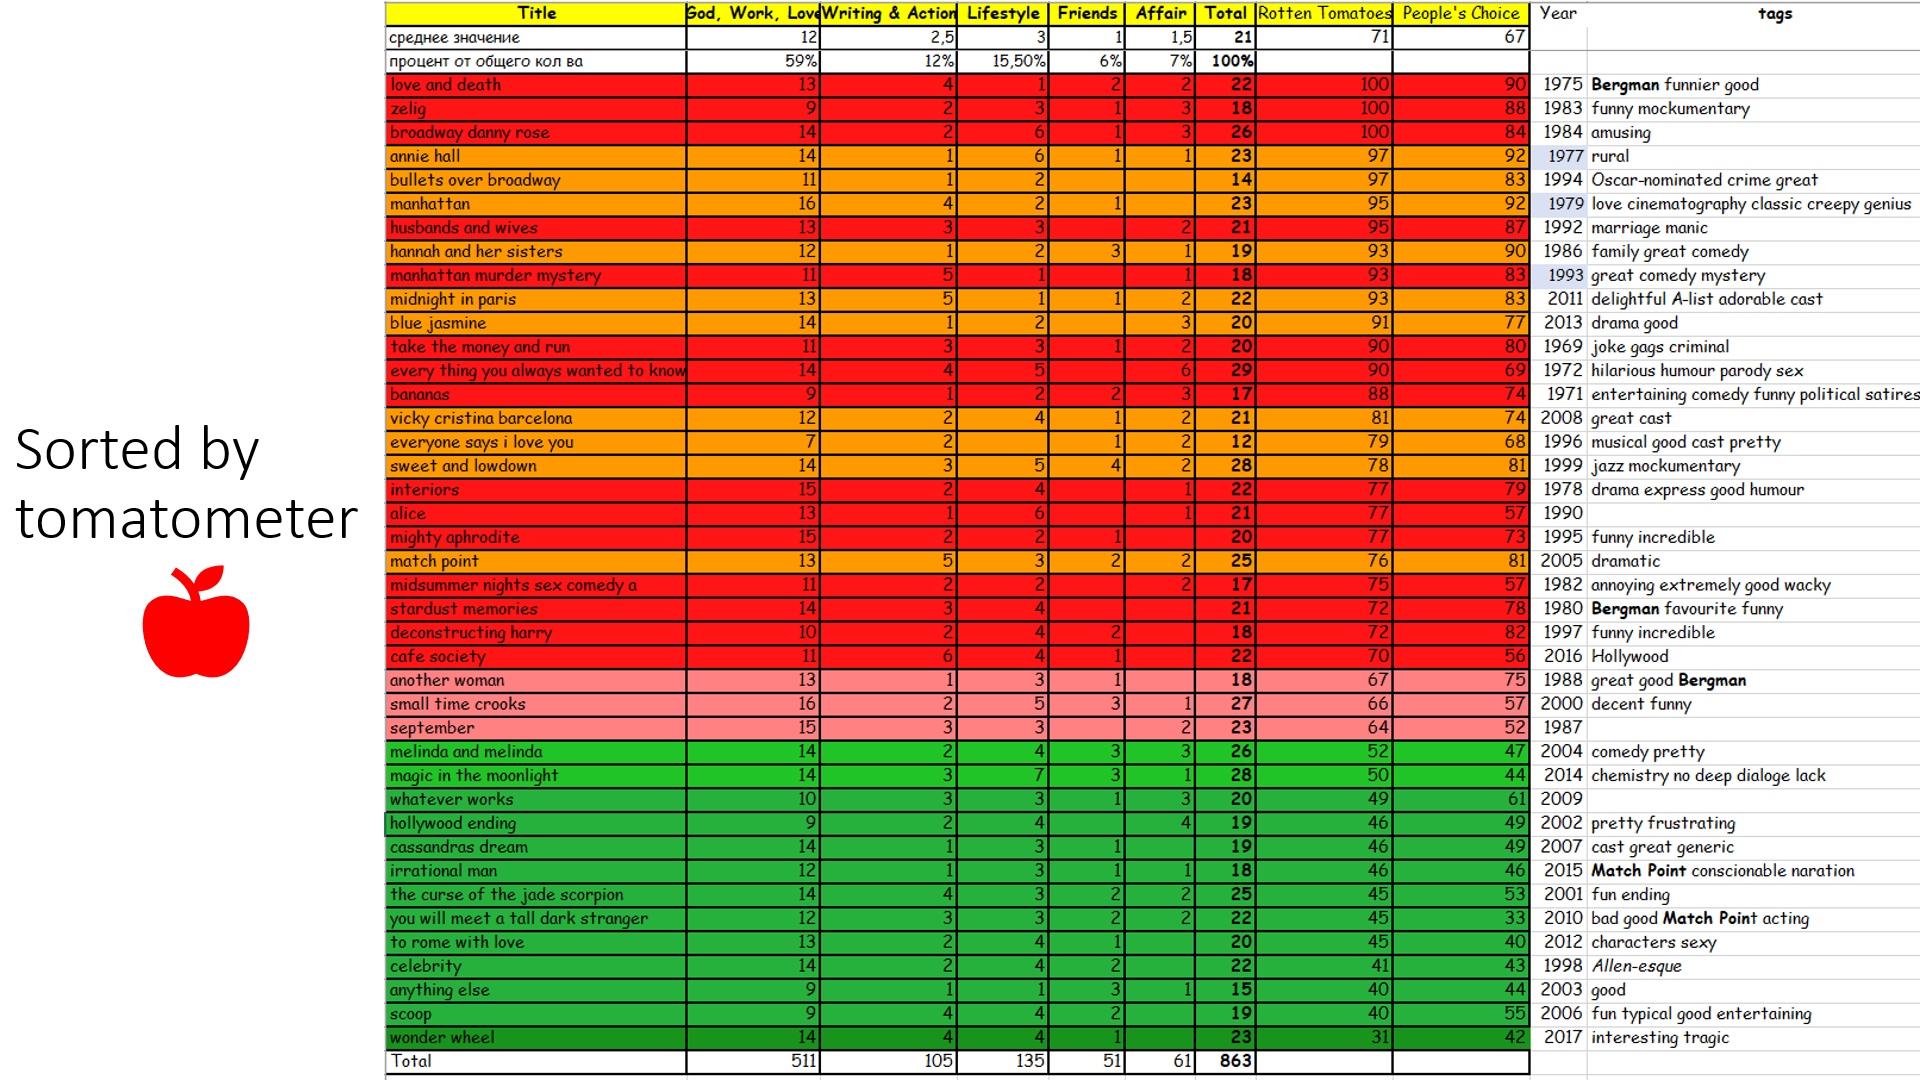 Sorted by
tomatometer
Title God, Work, Love Writing & Action Lifestyle Friends Affair Total Rotten Tomatoes People's Choice Year tags
среднее значение 12 2,5 3 1 1,5 21 71 67
процент от общего кол ва 59% 12% 15,50% 6% 7% 100%
love and death 13 4 1 2 2 22 100 90 1975 Bergman funnier good
zelig 9 2 3 1 3 18 100 88 1983 funny mockumentary
broadway danny rose 14 2 6 1 3 26 100 84 1984 amusing
annie hall 14 1 6 1 1 23 97 92 1977 rural
bullets over broadway 11 1 2 14 97 83 1994 Oscar-nominated crime great
manhattan 16 4 2 1 23 95 92 1979 love cinematography classic creepy genius
husbands and wives 13 3 3 2 21 95 87 1992 marriage manic
hannah and her sisters 12 1 2 3 1 19 93 90 1986 family great comedy
manhattan murder mystery 11 5 1 1 18 93 83 1993 great comedy mystery
midnight in paris 13 5 1 1 2 22 93 83 2011 delightful A-list adorable cast
blue jasmine 14 1 2 3 20 91 77 2013 drama good
take the money and run 11 3 3 1 2 20 90 80 1969 joke gags criminal
every thing you always wanted to know 14 4 5 6 29 90 69 1972 hilarious humour parody sex
bananas 9 1 2 2 3 17 88 74 1971 entertaining comedy funny political satires
vicky cristina barcelona 12 2 4 1 2 21 81 74 2008 great cast
everyone says i love you 7 2 1 2 12 79 68 1996 musical good cast pretty
sweet and lowdown 14 3 5 4 2 28 78 81 1999 jazz mockumentary
interiors 15 2 4 1 22 77 79 1978 drama express good humour
alice 13 1 6 1 21 77 57 1990
mighty aphrodite 15 2 2 1 20 77 73 1995 funny incredible
match point 13 5 3 2 2 25 76 81 2005 dramatic
midsummer nights sex comedy a 11 2 2 2 17 75 57 1982 annoying extremely good wacky
stardust memories 14 3 4 21 72 78 1980 Bergman favourite funny
deconstructing harry 10 2 4 2 18 72 82 1997 funny incredible
cafe society 11 6 4 1 22 70 56 2016 Hollywood
another woman 13 1 3 1 18 67 75 1988 great good Bergman
small time crooks 16 2 5 3 1 27 66 57 2000 decent funny
september 15 3 3 2 23 64 52 1987
melinda and melinda 14 2 4 3 3 26 52 47 2004 comedy pretty
magic in the moonlight 14 3 7 3 1 28 50 44 2014 chemistry no deep dialoge lack
whatever works 10 3 3 1 3 20 49 61 2009
hollywood ending 9 2 4 4 19 46 49 2002 pretty frustrating
cassandras dream 14 1 3 1 19 46 49 2007 cast great generic
irrational man 12 1 3 1 1 18 46 46 2015 Match Point conscionable naration
the curse of the jade scorpion 14 4 3 2 2 25 45 53 2001 fun ending
you will meet a tall dark stranger 12 3 3 2 2 22 45 33 2010 bad good Match Point acting
to rome with love 13 2 4 1 20 45 40 2012 characters sexy
celebrity 14 2 4 2 22 41 43 1998 Allen-esque
anything else 9 1 1 3 1 15 40 44 2003 good
scoop 9 4 4 2 19 40 55 2006 fun typical good entertaining
wonder wheel 14 4 4 1 23 31 42 2017 interesting tragic
Total 511 105 135 51 61 863